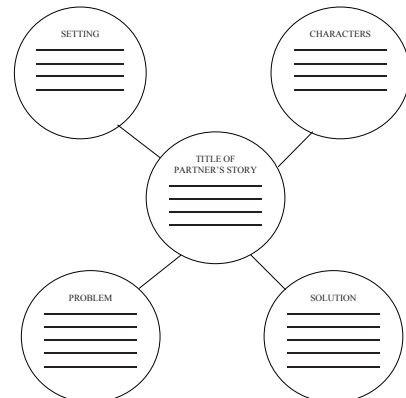 SETTING
CHARACTERS
TITLE OF
PARTNER'S STORY
PROBLEM
SOLUTION